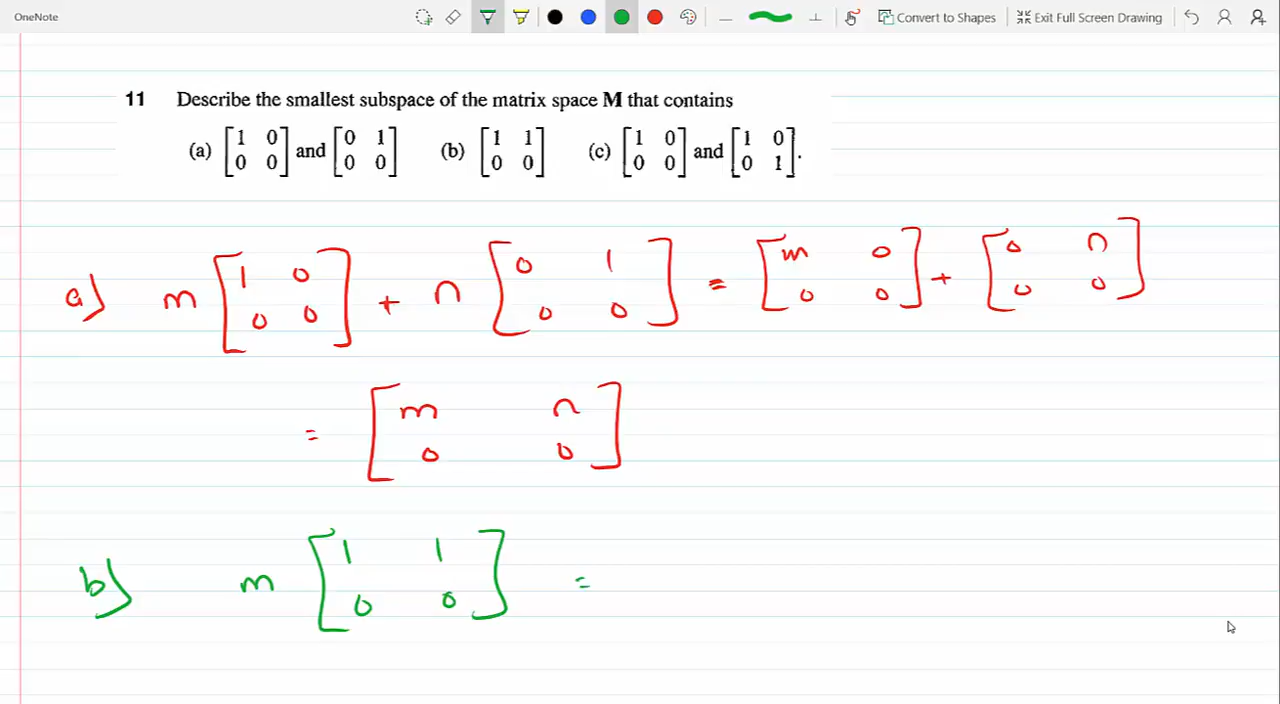 OneNote
Convert to Shapes
Exit Full Screen Drawing
11 Describe the smallest subspace of the matrix space M that contains
(a) [1 0; 0 0] and [0 1; 0 0] (b) [1 1; 0 0] (c) [1 0; 0 0] and [1 0; 0 1].
a) m [1 0; 0 0] + n [0 1; 0 0] = [m 0; 0 0] + [0 n; 0 0]
= [m n; 0 0]
b) m [1 1; 0 0] =